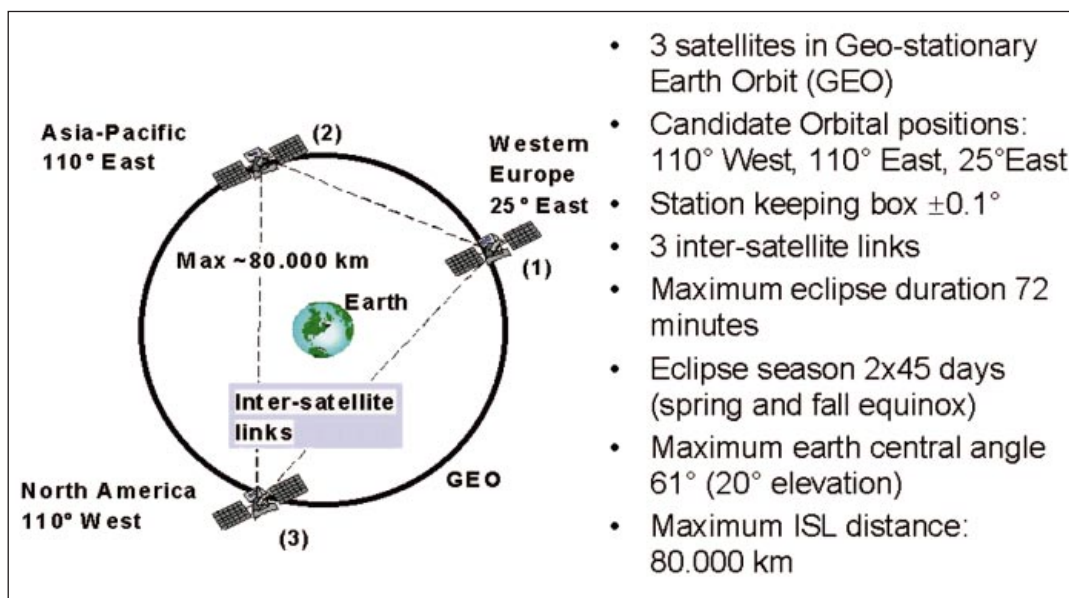 Asia-Pacific
110° East
(2)
Western
Europe
25° East
(1)
Max ~80.000 km
Earth
Inter-satellite
links
GEO
North America
110° West
(3)
• 3 satellites in Geo-stationary
Earth Orbit (GEO)
• Candidate Orbital positions:
110° West, 110° East, 25°East
• Station keeping box ±0.1°
• 3 inter-satellite links
• Maximum eclipse duration 72
minutes
• Eclipse season 2x45 days
(spring and fall equinox)
• Maximum earth central angle
61° (20° elevation)
• Maximum ISL distance:
80.000 km